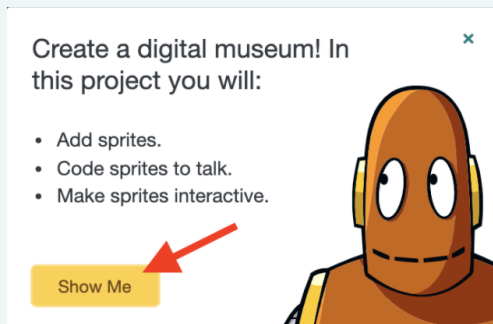 Create a digital museum! In
this project you will:
• Add sprites.
• Code sprites to talk.
• Make sprites interactive.
Show Me